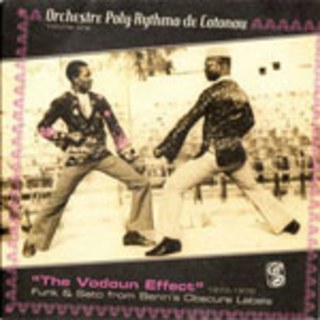 Orchestre Poly-Rythmo de Cotonou
Volume One
"The Vodoun Effect" 1972-1975
Funk & Sato from Benin's Obscure Labels